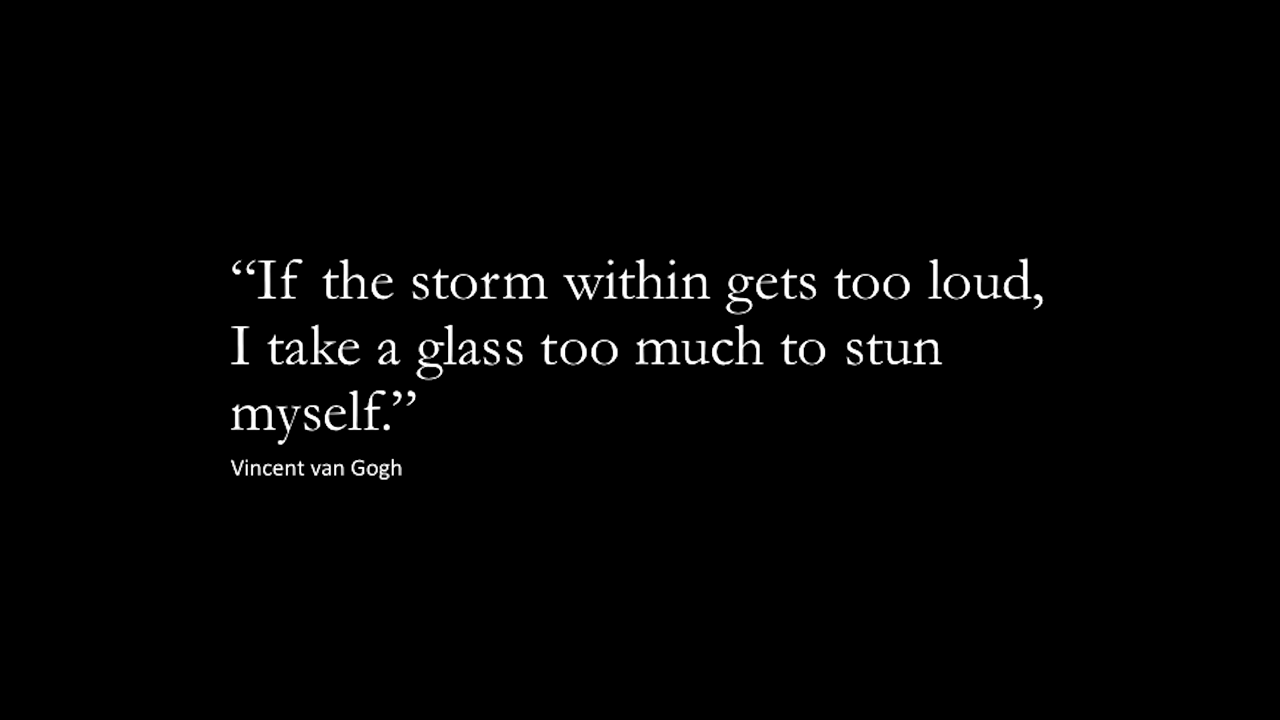 “If the storm within gets too loud,
I take a glass too much to stun
myself.”
Vincent van Gogh